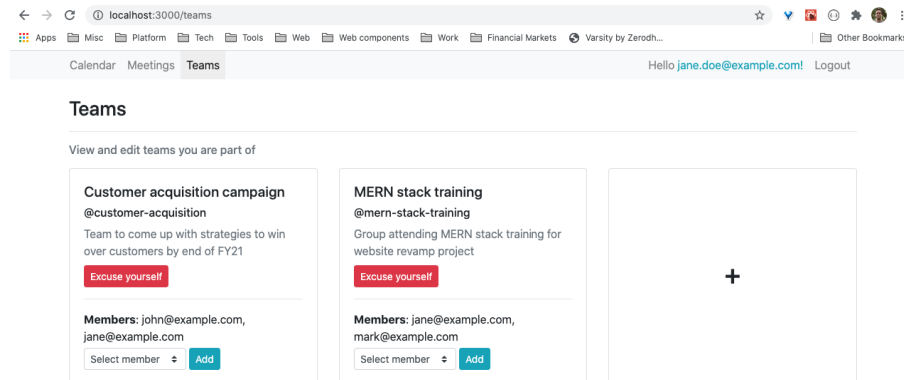 localhost:3000/teams
Apps Misc Platform Tech Tools Web Web components Work Financial Markets Varsity by Zerodh... Other Bookmarks
Calendar Meetings Teams Hello jane.doe@example.com! Logout
Teams
View and edit teams you are part of
Customer acquisition campaign
@customer-acquisition
Team to come up with strategies to win
over customers by end of FY21
Excuse yourself
Members: john@example.com,
jane@example.com
Select member Add
MERN stack training
@mern-stack-training
Group attending MERN stack training for
website revamp project
Excuse yourself
Members: jane@example.com,
mark@example.com
Select member Add
+